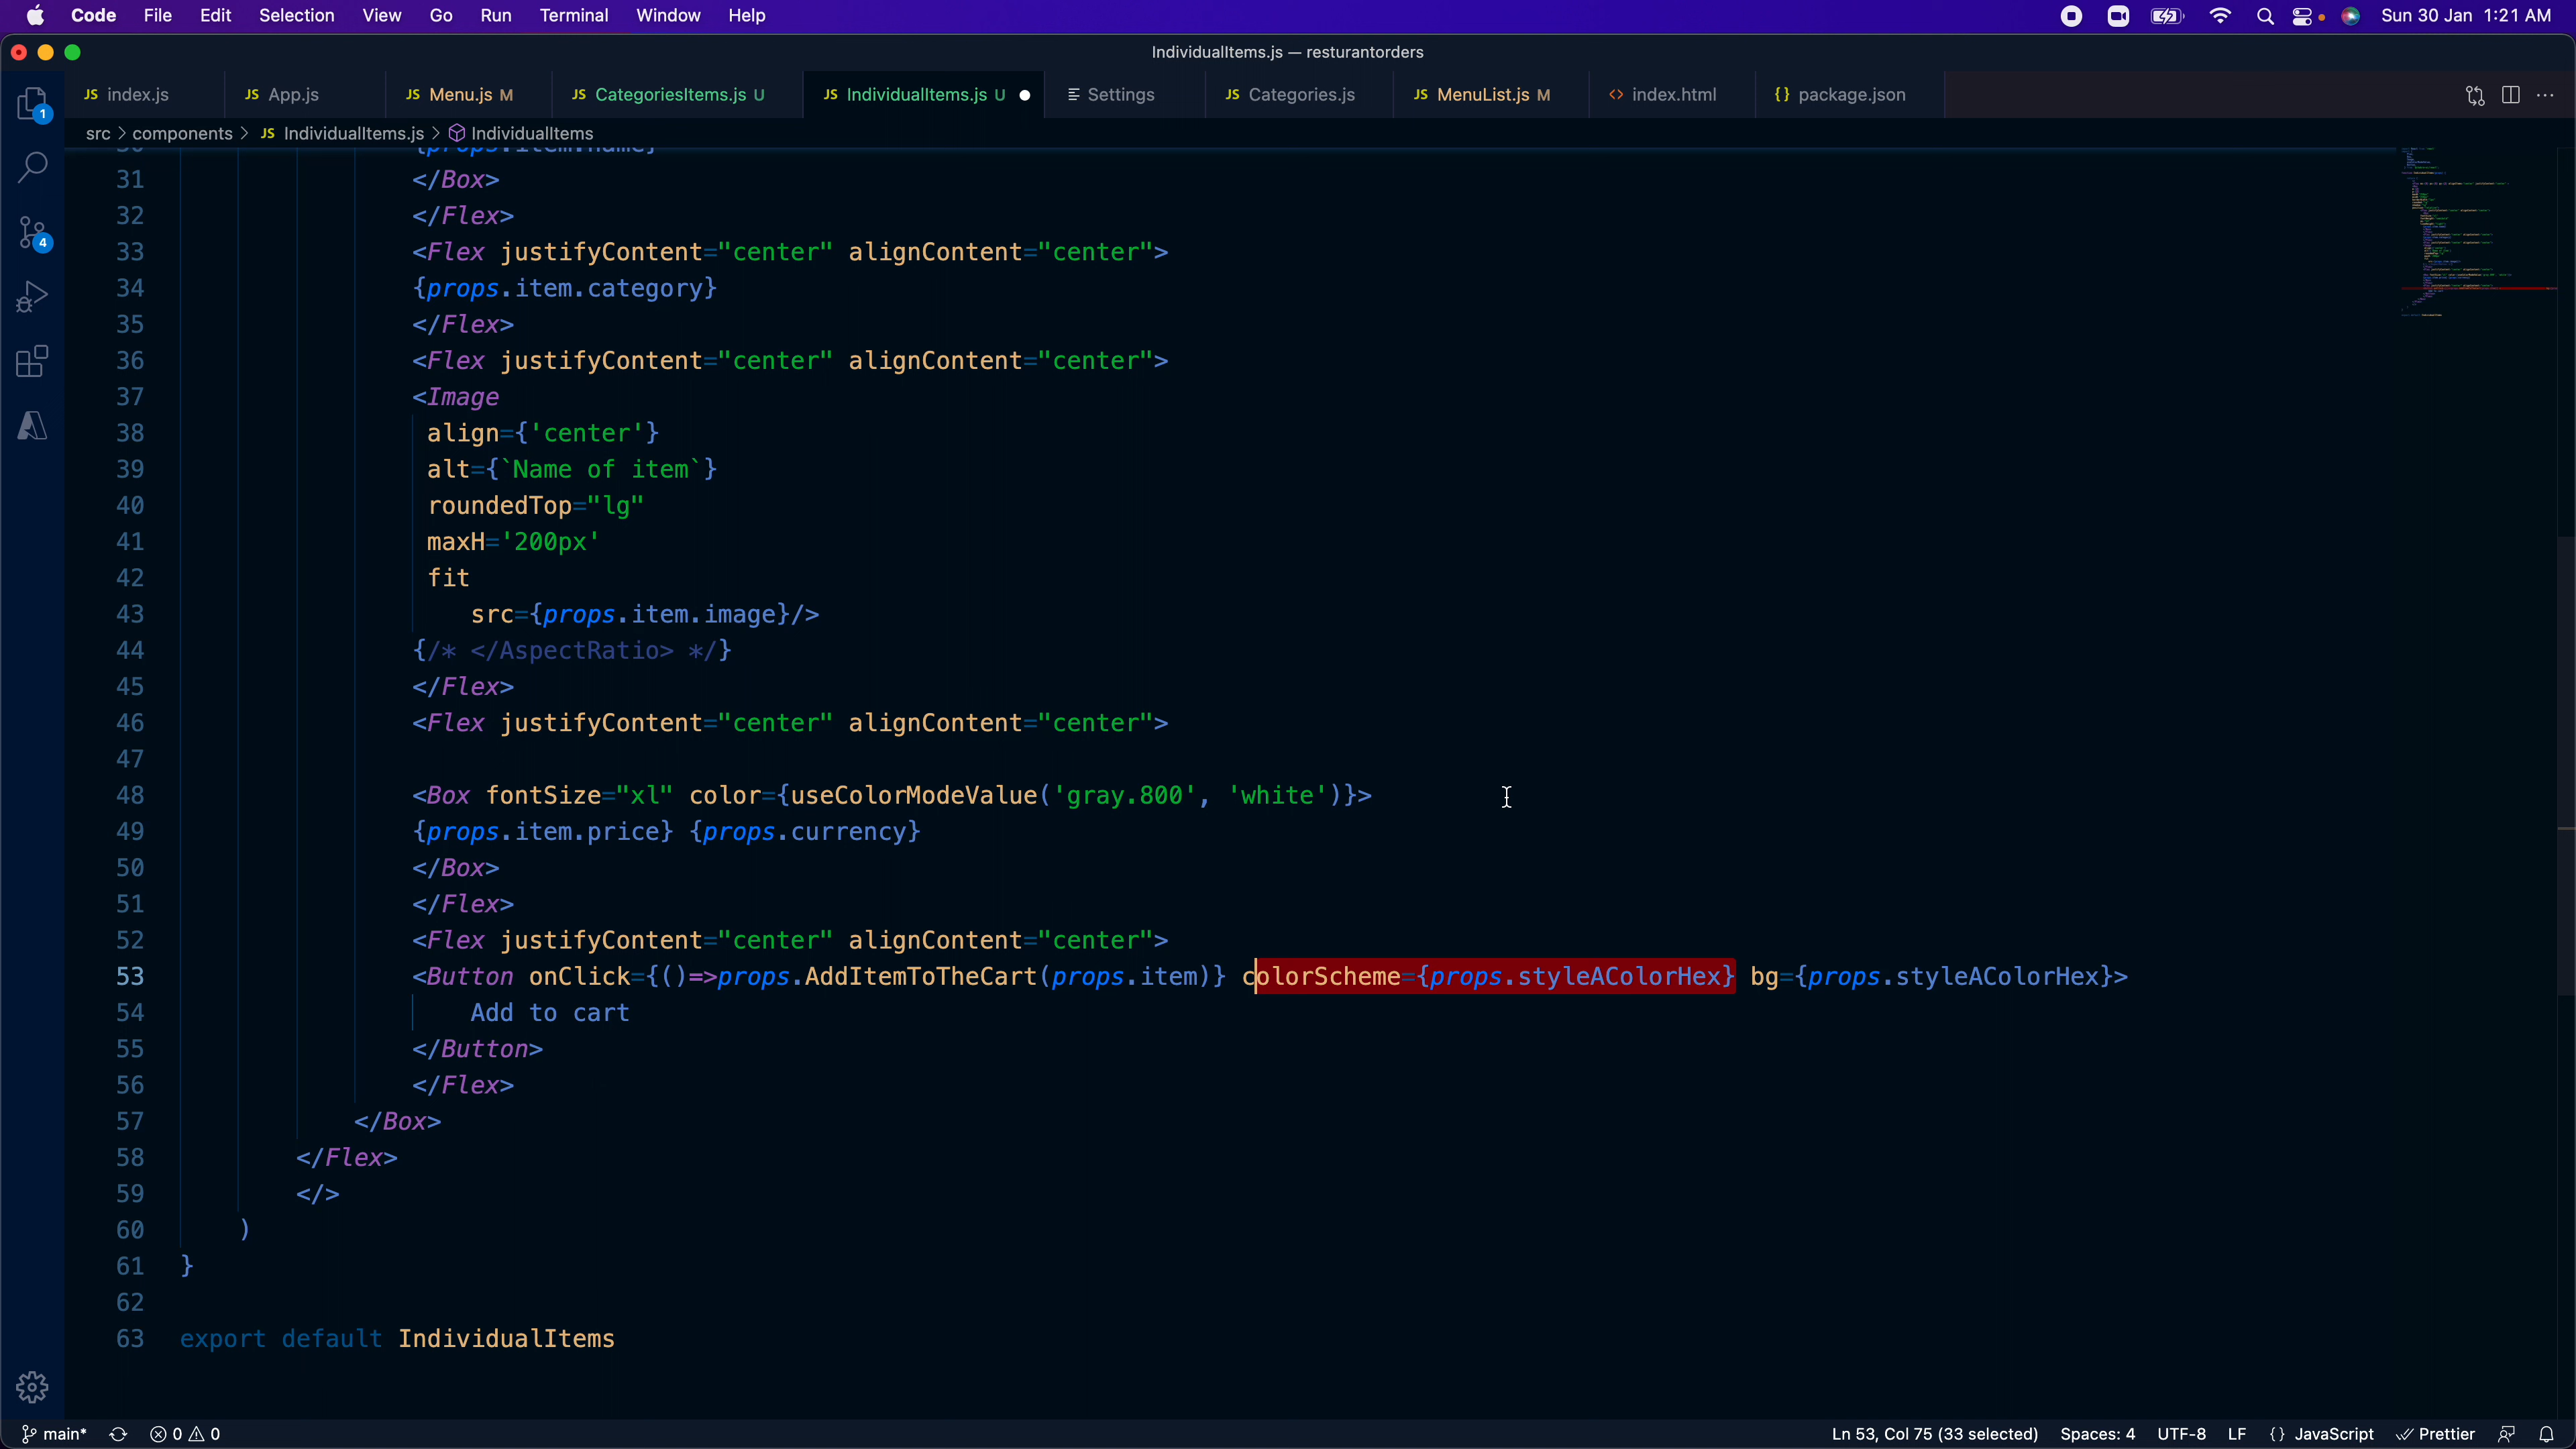 Code File Edit Selection View Go Run Terminal Window Help Sun 30 Jan 1:21 AM
IndividualItems.js — resturantorders
JS index.js JS App.js JS Menu.js M JS CategoriesItems.js U JS IndividualItems.js U Settings JS Categories.js JS MenuList.js M <> index.html {} package.json
src > components > JS IndividualItems.js > IndividualItems
30 {props.item.name}
31 </Box>
32 </Flex>
33 <Flex justifyContent="center" alignContent="center">
34 {props.item.category}
35 </Flex>
36 <Flex justifyContent="center" alignContent="center">
37 <Image
38 align={'center'}
39 alt={`Name of item`}
40 roundedTop="lg"
41 maxH='200px'
42 fit
43 src={props.item.image}/>
44 {/* </AspectRatio> */}
45 </Flex>
46 <Flex justifyContent="center" alignContent="center">
47
48 <Box fontSize="xl" color={useColorModeValue('gray.800', 'white')}>
49 {props.item.price} {props.currency}
50 </Box>
51 </Flex>
52 <Flex justifyContent="center" alignContent="center">
53 <Button onClick={()=>props.AddItemToTheCart(props.item)} colorScheme={props.styleAColorHex} bg={props.styleAColorHex}>
54 Add to cart
55 </Button>
56 </Flex>
57 </Box>
58 </Flex>
59 </>
60 )
61 }
62
63 export default IndividualItems
1
4
main* 0 0 Ln 53, Col 75 (33 selected) Spaces: 4 UTF-8 LF {} JavaScript Prettier